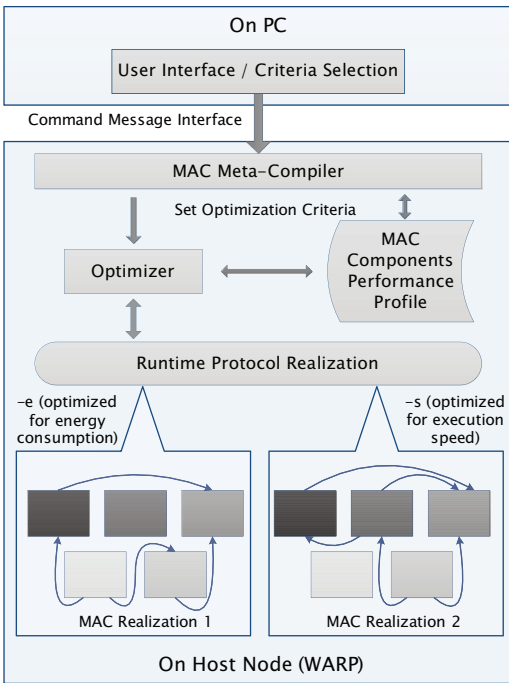 On PC
User Interface / Criteria Selection
Command Message Interface
MAC Meta-Compiler
Set Optimization Criteria
Optimizer
MAC
Components
Performance
Profile
Runtime Protocol Realization
-e (optimized
for energy
consumption)
-s (optimized
for execution
speed)
MAC Realization 1
MAC Realization 2
On Host Node (WARP)